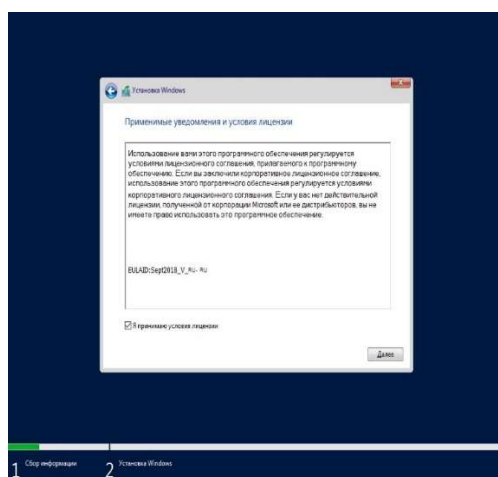 Установка Windows
Применимые уведомления и условия лицензии
Использование вами этого программного обеспечения регулируется
условиями лицензионного соглашения, прилагаемого к программному
обеспечению. Если вы заключили корпоративное лицензионное соглашение,
использование этого программного обеспечения регулируется условиями
корпоративного лицензионного соглашения. Если у вас нет действительной
лицензии, полученной от корпорации Microsoft или ее дистрибьюторов, вы не
имеете право использовать это программное обеспечение.
EULAID:Sept2018_V_RU-RU
Я принимаю условия лицензии
Далее
1 Сбор информации
2 Установка Windows